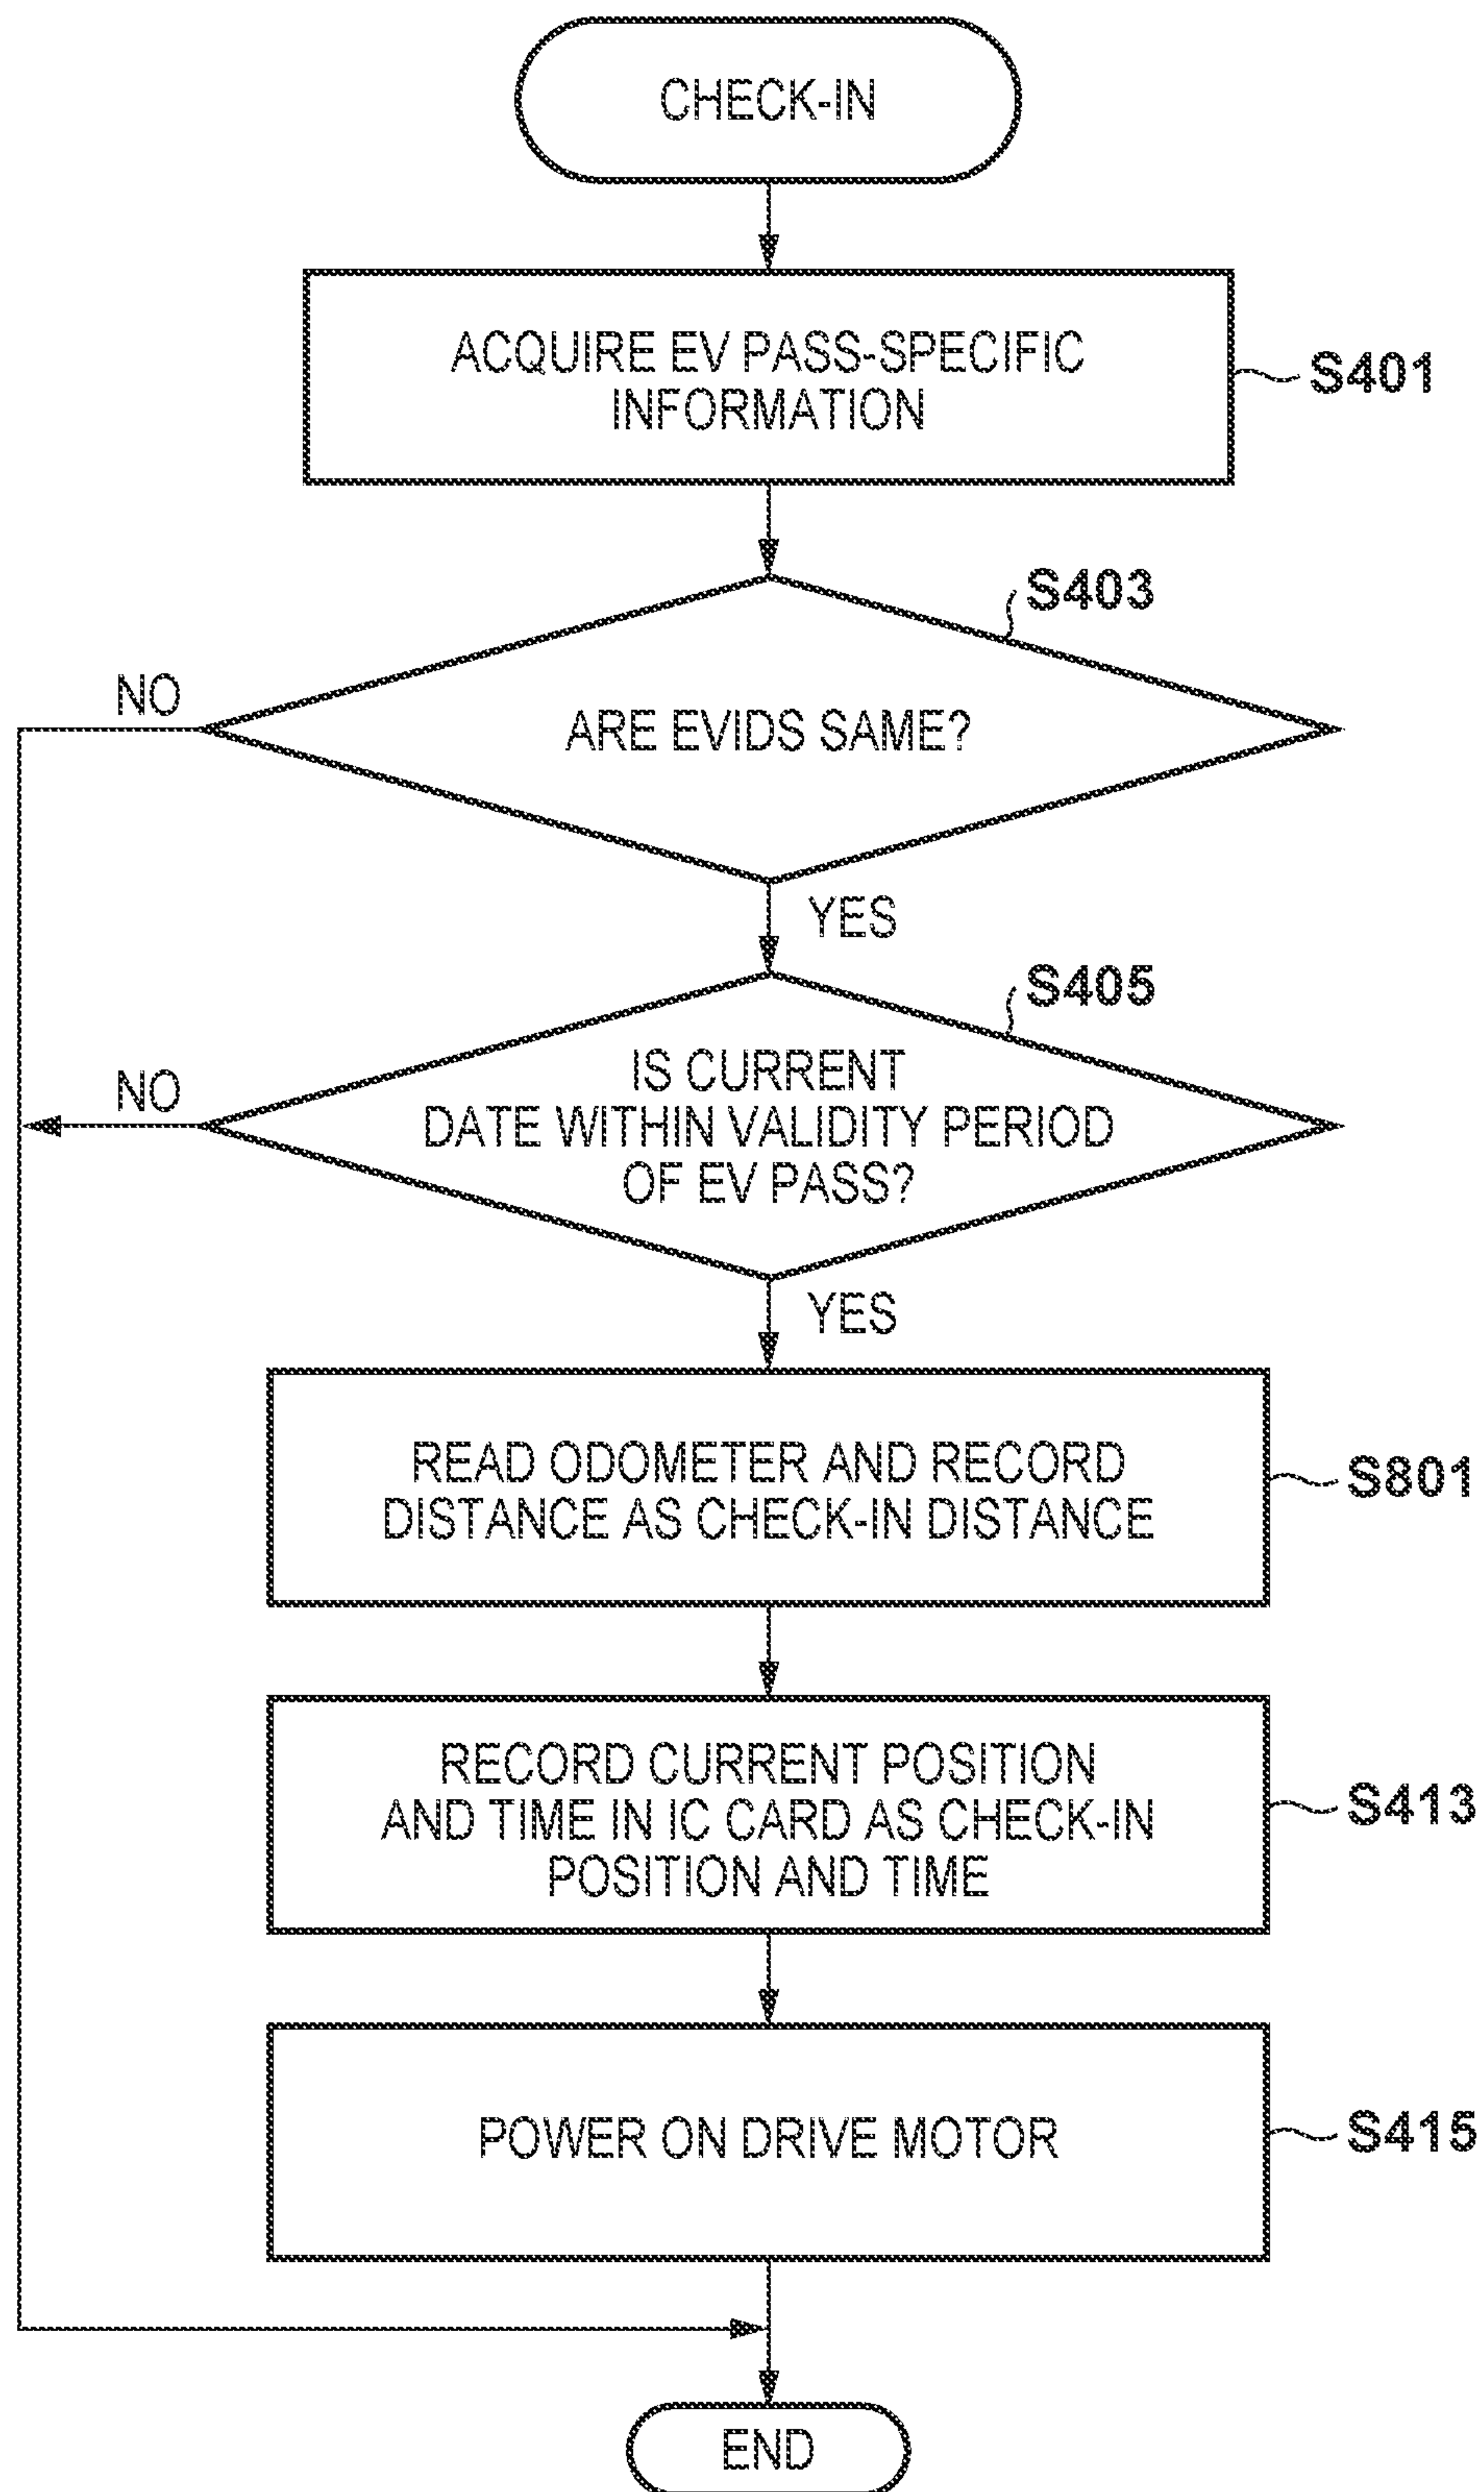 CHECK-IN
ACQUIRE EV PASS-SPECIFIC
INFORMATION
S401
S403
NO
ARE EVIDS SAME?
YES
S405
NO
IS CURRENT
DATE WITHIN VALIDITY PERIOD
OF EV PASS?
YES
READ ODOMETER AND RECORD
DISTANCE AS CHECK-IN DISTANCE
S801
RECORD CURRENT POSITION
AND TIME IN IC CARD AS CHECK-IN
POSITION AND TIME
S413
POWER ON DRIVE MOTOR
S415
END